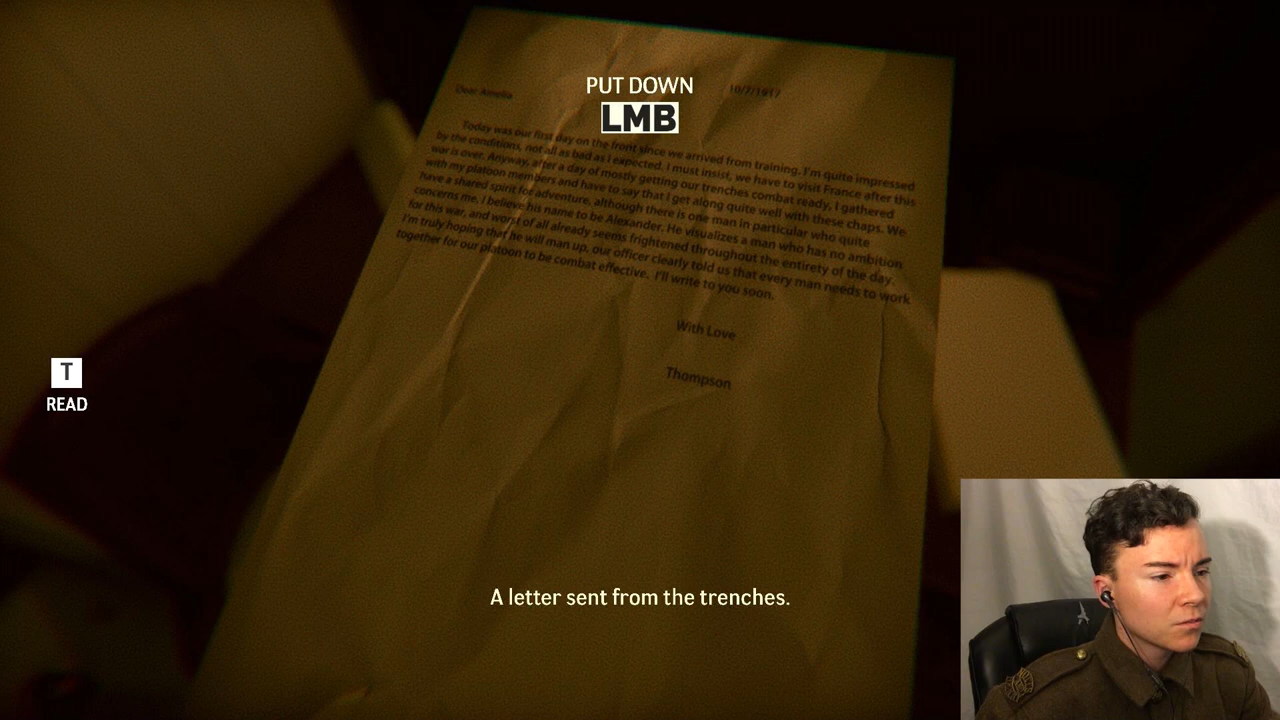 PUT DOWN
LMB
Dear Amelia 10/7/1917
Today was our first day on the front since we arrived from training. I'm quite impressed
by the conditions, not all as bad as I expected. I must insist, we have to visit France after this
war is over. Anyway, after a day of mostly getting our trenches combat ready, I gathered
with my platoon members and have to say that I get along quite well with these chaps. We
have a shared spirit for adventure, although there is one man in particular who quite
concerns me. I believe his name to be Alexander. He visualizes a man who has no ambition
for this war, and worst of all already seems frightened throughout the entirety of the day.
I'm truly hoping that he will man up, our officer clearly told us that every man needs to work
together for our platoon to be combat effective. I'll write to you soon.
With Love
T
READ
Thompson
A letter sent from the trenches.